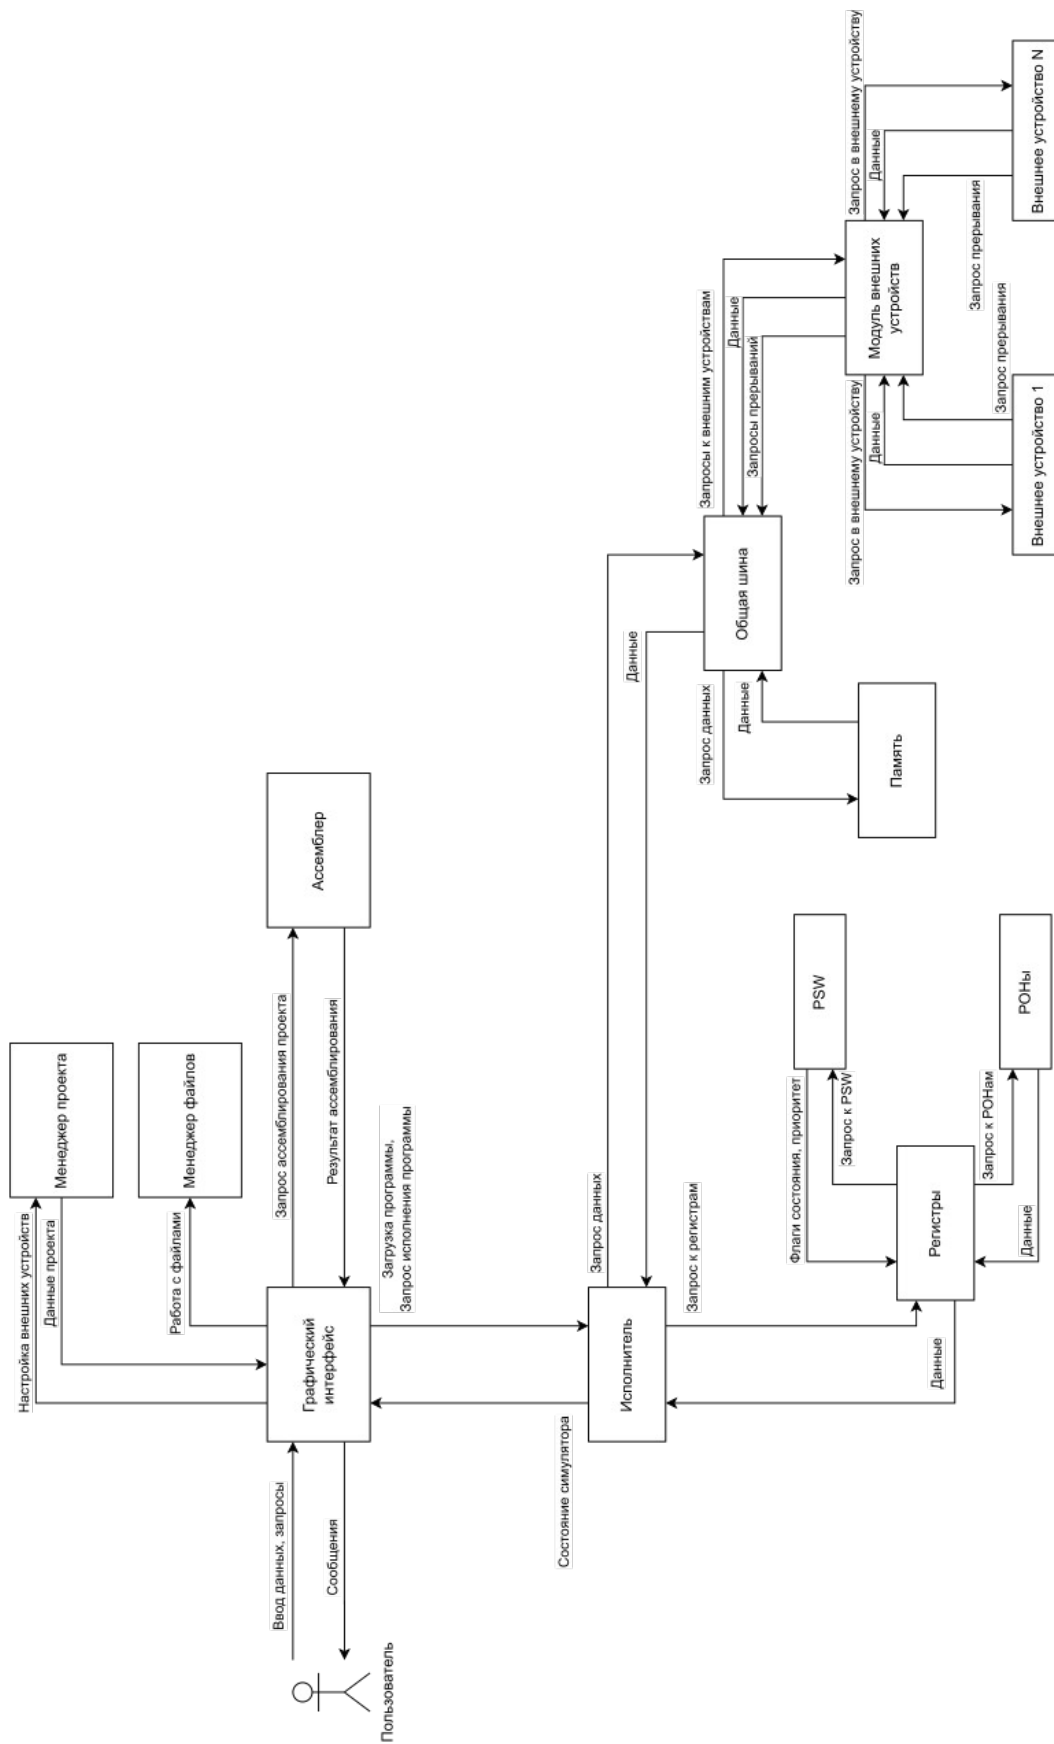 Пользователь
Ввод данных, запросы
Сообщения
Графический
интерфейс
Настройка внешних устройств
Данные проекта
Менеджер проекта
Работа с файлами
Менеджер файлов
Запрос ассемблирования проекта
Результат ассемблирования
Ассемблер
Загрузка программы,
Запрос исполнения программы
Состояние симулятора
Исполнитель
Запрос данных
Данные
Запрос к регистрам
Данные
Регистры
Флаги состояния, приоритет
Запрос к PSW
PSW
Запрос к РОНам
Данные
РОНы
Общая шина
Запрос данных
Данные
Память
Запросы к внешним устройствам
Данные
Запросы прерываний
Модуль внешних
устройств
Запрос в внешнему устройству
Данные
Запрос прерывания
Внешнее устройство 1
Запрос в внешнему устройству
Данные
Запрос прерывания
Внешнее устройство N